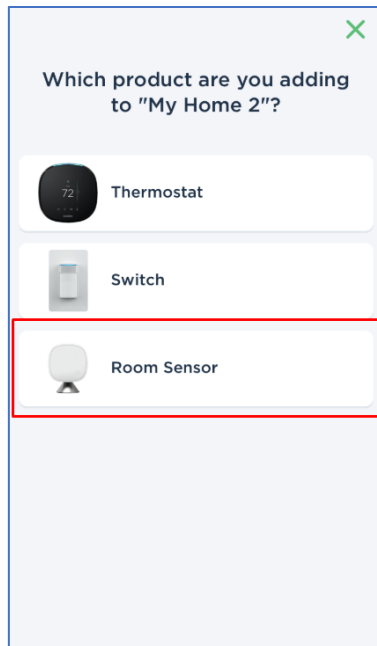 Which product are you adding
to "My Home 2"?
72
Thermostat
Switch
Room Sensor